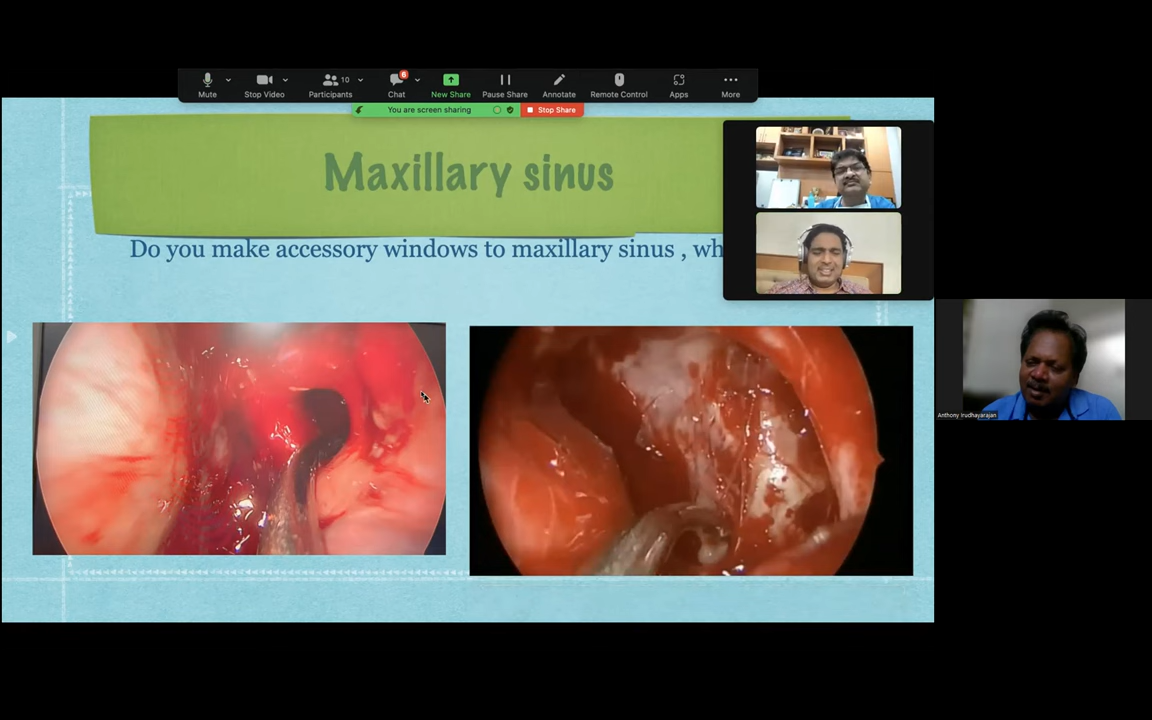 10
6
Mute
Stop Video
Participants
Chat
New Share
Pause Share
Annotate
Remote Control
Apps
More
You are screen sharing
Stop Share
Maxillary sinus
Do you make accessory windows to maxillary sinus , wh
Anthony Irudhayarajan